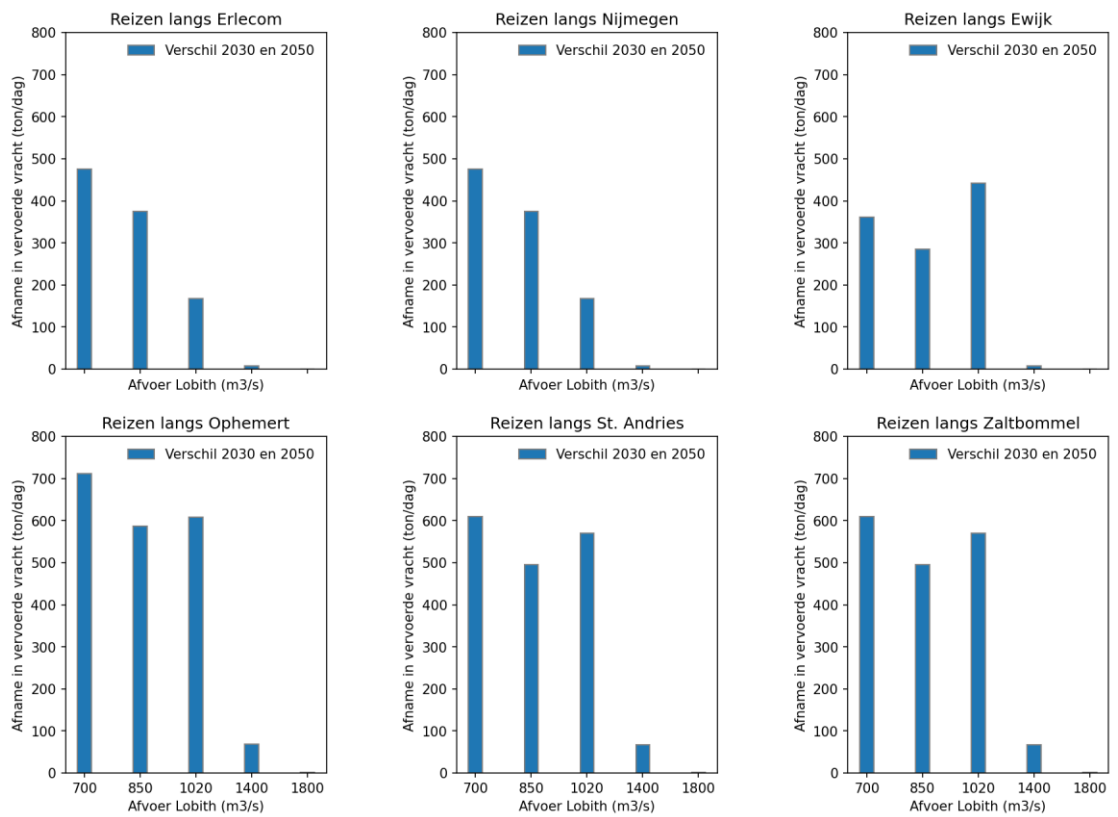 Reizen langs Erlecom
Verschil 2030 en 2050
Afname in vervoerde vracht (ton/dag)
800
700
600
500
400
300
200
100
0
Afvoer Lobith (m3/s)
Reizen langs Nijmegen
Verschil 2030 en 2050
Afname in vervoerde vracht (ton/dag)
800
700
600
500
400
300
200
100
0
Afvoer Lobith (m3/s)
Reizen langs Ewijk
Verschil 2030 en 2050
Afname in vervoerde vracht (ton/dag)
800
700
600
500
400
300
200
100
0
Afvoer Lobith (m3/s)
Reizen langs Ophemert
Verschil 2030 en 2050
Afname in vervoerde vracht (ton/dag)
800
700
600
500
400
300
200
100
0
700 850 1020 1400 1800
Afvoer Lobith (m3/s)
Reizen langs St. Andries
Verschil 2030 en 2050
Afname in vervoerde vracht (ton/dag)
800
700
600
500
400
300
200
100
0
700 850 1020 1400 1800
Afvoer Lobith (m3/s)
Reizen langs Zaltbommel
Verschil 2030 en 2050
Afname in vervoerde vracht (ton/dag)
800
700
600
500
400
300
200
100
0
700 850 1020 1400 1800
Afvoer Lobith (m3/s)